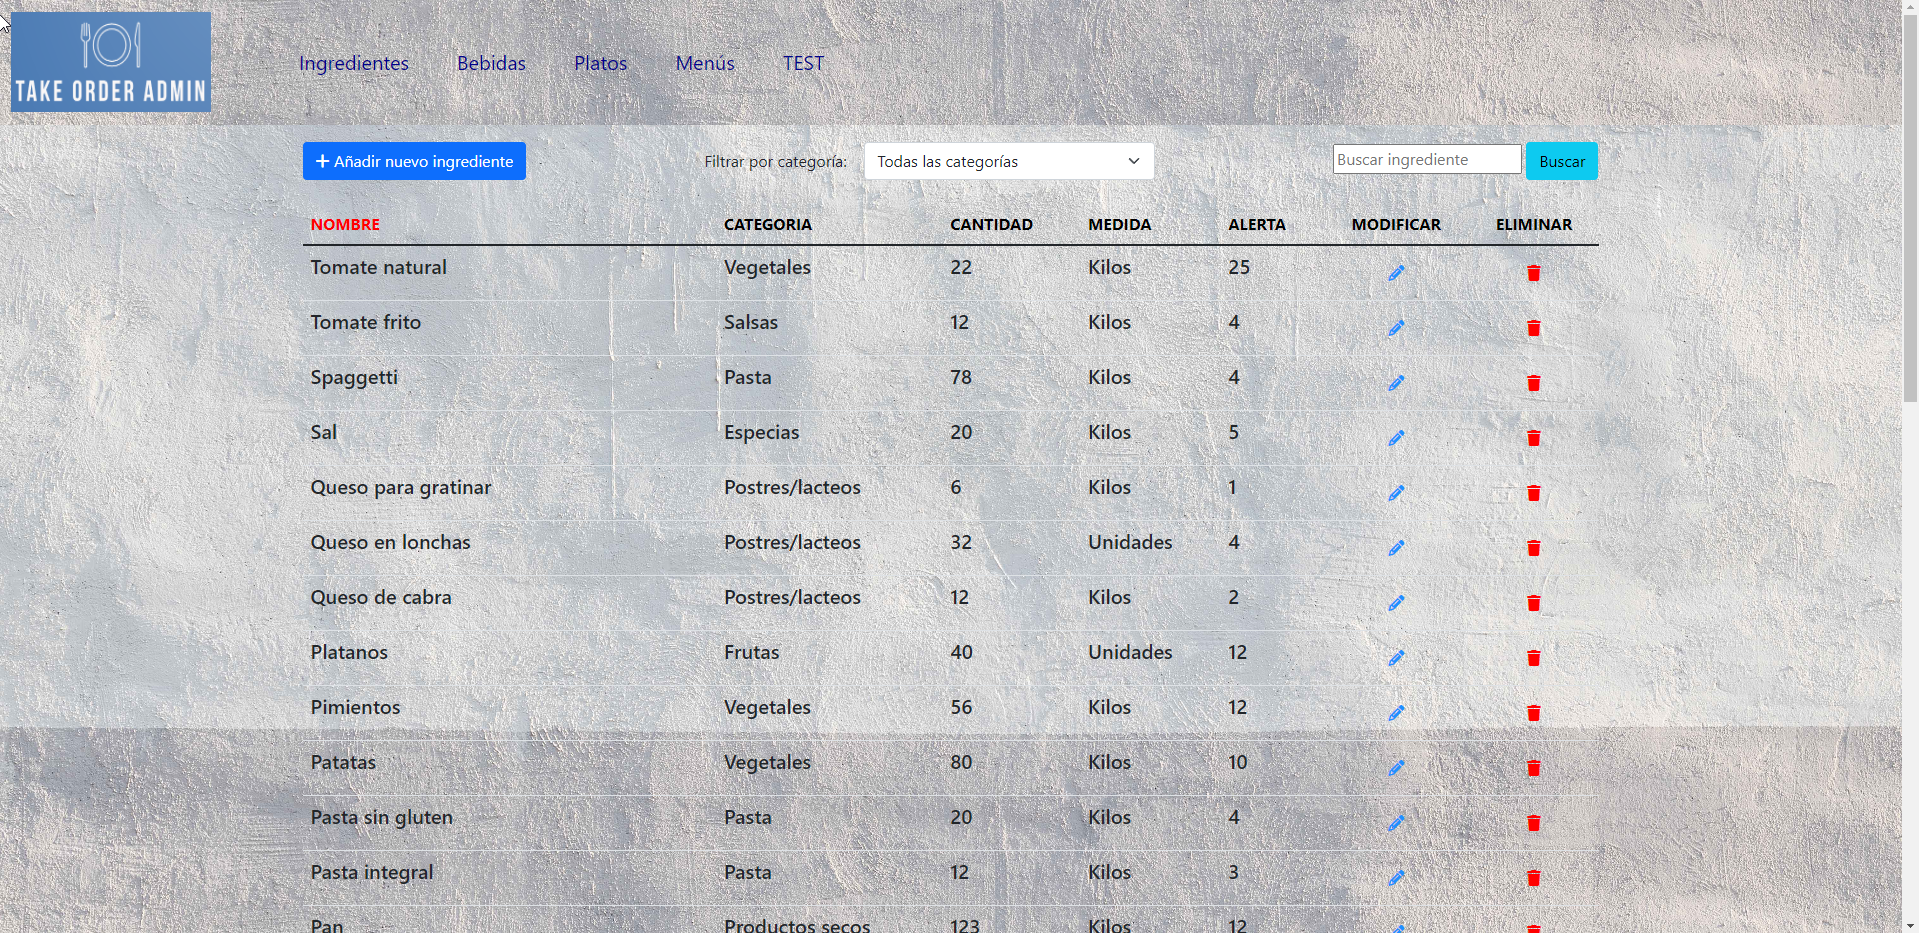 TAKE ORDER ADMIN
Ingredientes Bebidas Platos Menús TEST
Añadir nuevo ingrediente Filtrar por categoría: Todas las categorías Buscar ingrediente Buscar
NOMBRE CATEGORIA CANTIDAD MEDIDA ALERTA MODIFICAR ELIMINAR
Tomate natural Vegetales 22 Kilos 25
Tomate frito Salsas 12 Kilos 4
Spaggetti Pasta 78 Kilos 4
Sal Especias 20 Kilos 5
Queso para gratinar Postres/lacteos 6 Kilos 1
Queso en lonchas Postres/lacteos 32 Unidades 4
Queso de cabra Postres/lacteos 12 Kilos 2
Platanos Frutas 40 Unidades 12
Pimientos Vegetales 56 Kilos 12
Patatas Vegetales 80 Kilos 10
Pasta sin gluten Pasta 20 Kilos 4
Pasta integral Pasta 12 Kilos 3
Pan Productos secos 123 Kilos 12